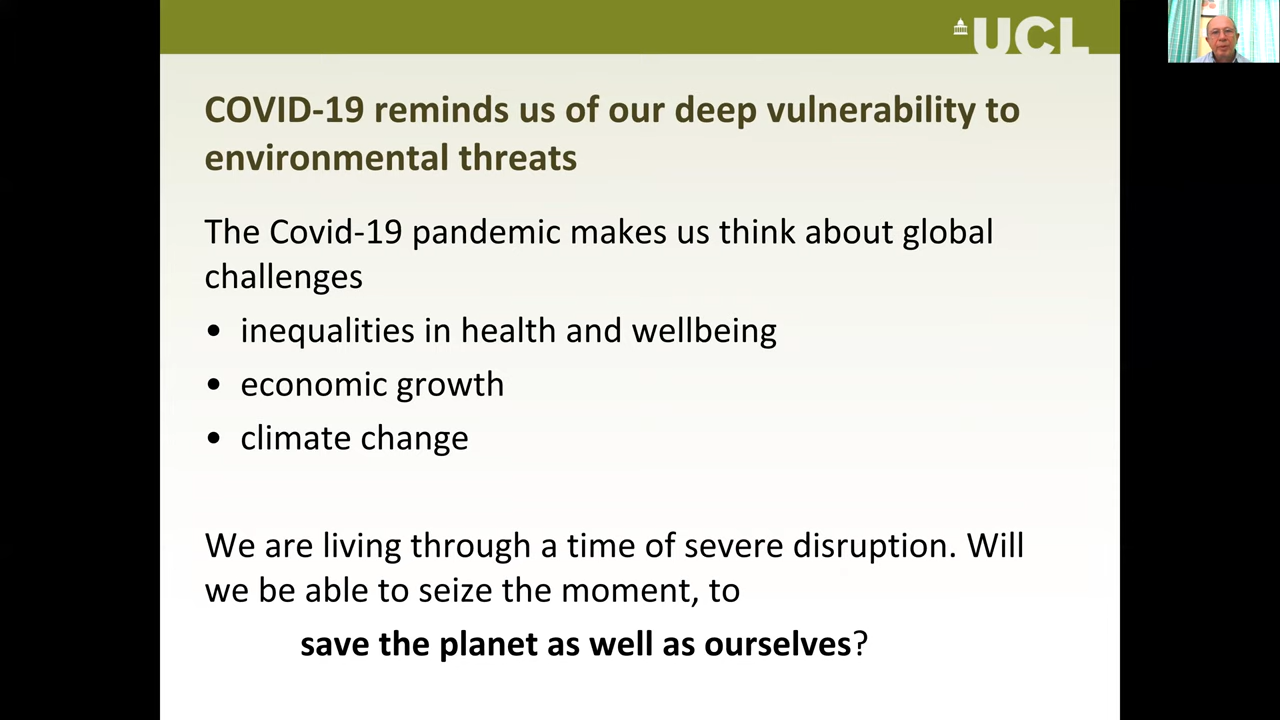 UCL
COVID-19 reminds us of our deep vulnerability to
environmental threats
The Covid-19 pandemic makes us think about global
challenges
• inequalities in health and wellbeing
• economic growth
• climate change
We are living through a time of severe disruption. Will
we be able to seize the moment, to
save the planet as well as ourselves?